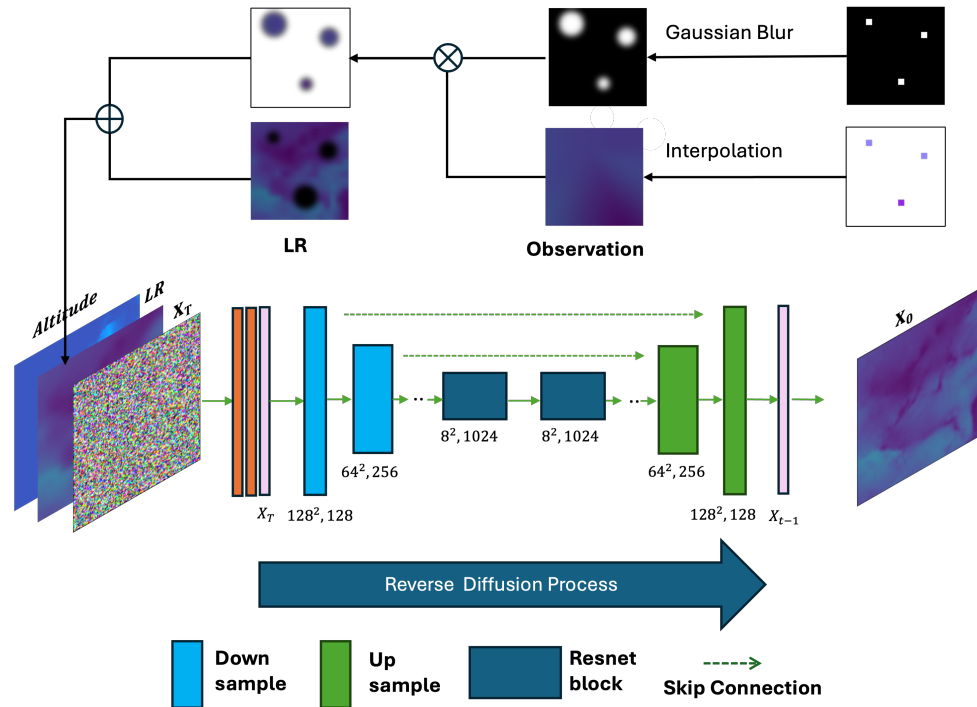 Gaussian Blur
Interpolation
LR
Observation
Altitude
LR
X_T
X_0
··
··
8², 1024
8², 1024
64², 256
64², 256
X_T
128², 128
128², 128
X_{t−1}
Reverse Diffusion Process
Down
sample
Up
sample
Resnet
block
Skip Connection